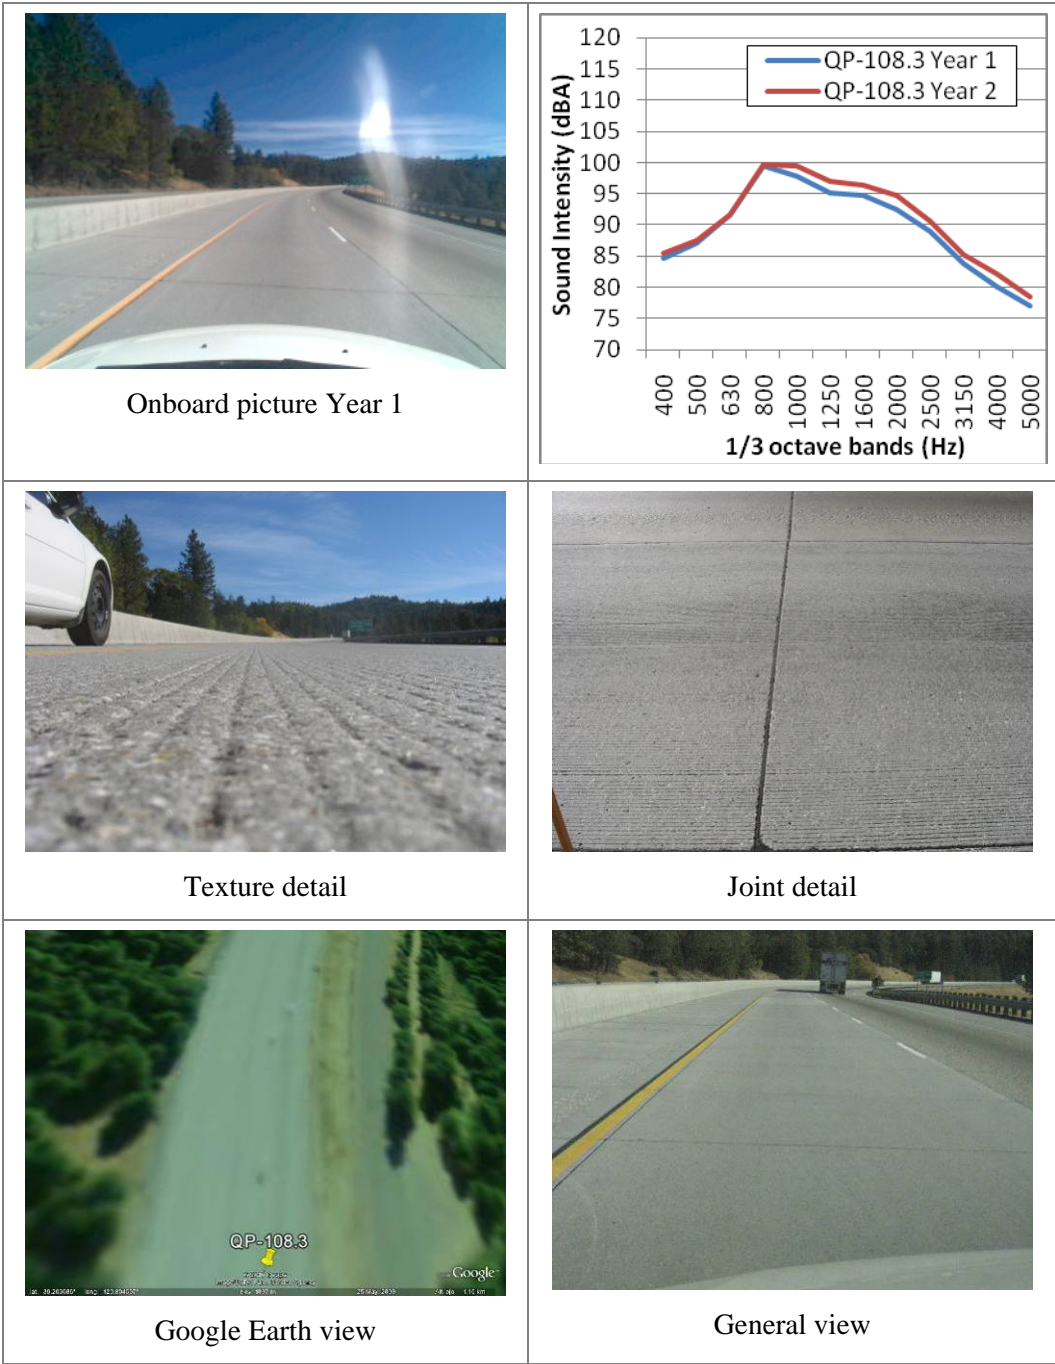 Onboard picture Year 1
120
115
110
105
100
95
90
85
80
75
70
Sound Intensity (dBA)
QP-108.3 Year 1
QP-108.3 Year 2
400
500
630
800
1000
1250
1600
2000
2500
3150
4000
5000
1/3 octave bands (Hz)
Texture detail
Joint detail
QP-108.3
Google
25 May, 2009
Google Earth view
General view